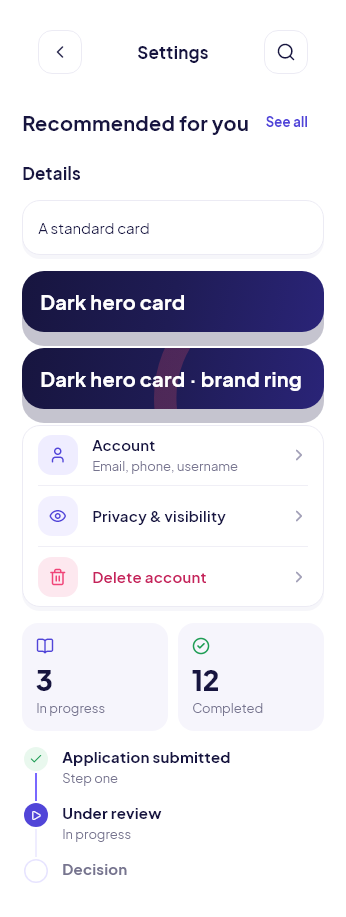 Settings
Recommended for you See all
Details
A standard card
Dark hero card
Dark hero card · brand ring
Account
Email, phone, username
Privacy & visibility
Delete account
3 12
In progress Completed
Application submitted
Step one
Under review
In progress
Decision